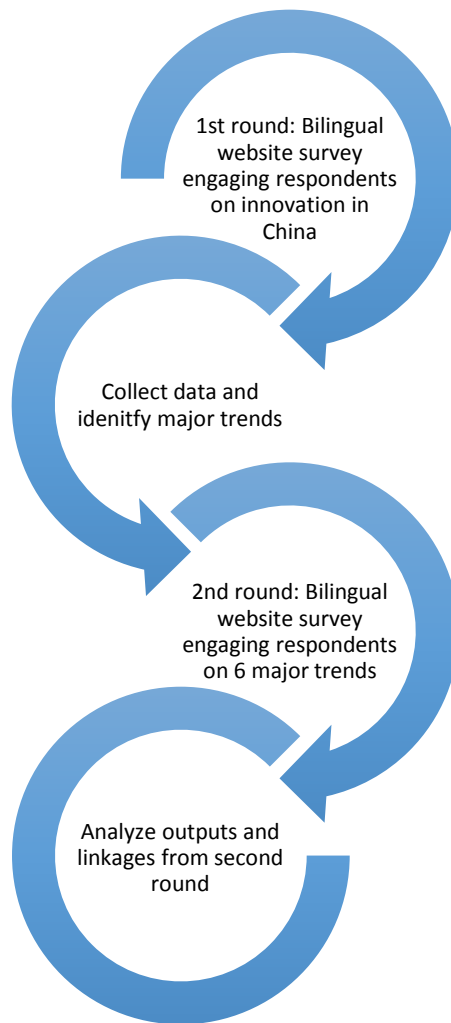 1st round: Bilingual
website survey
engaging respondents
on innovation in
China
Collect data and
idenitfy major trends
2nd round: Bilingual
website survey
engaging respondents
on 6 major trends
Analyze outputs and
linkages from second
round